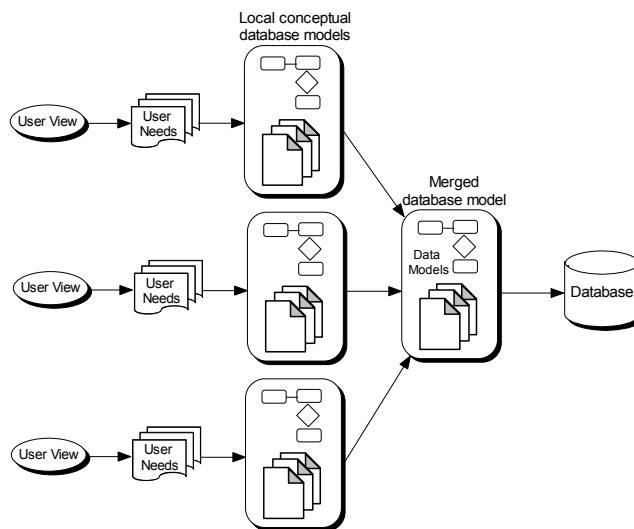 Local conceptual
database models
User View
User
Needs
Merged
database model
User View
User
Needs
Data
Models
Database
User View
User
Needs